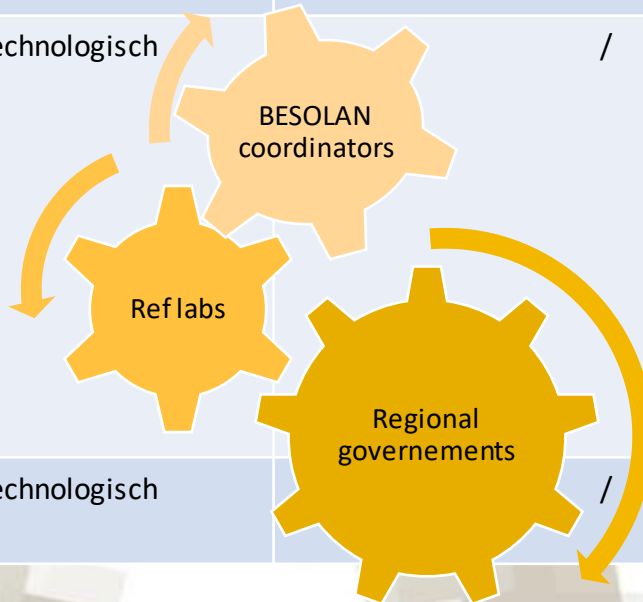 echnologisch
/
BESOLAN
coordinators
Ref labs
Regional
governements
echnologisch
/